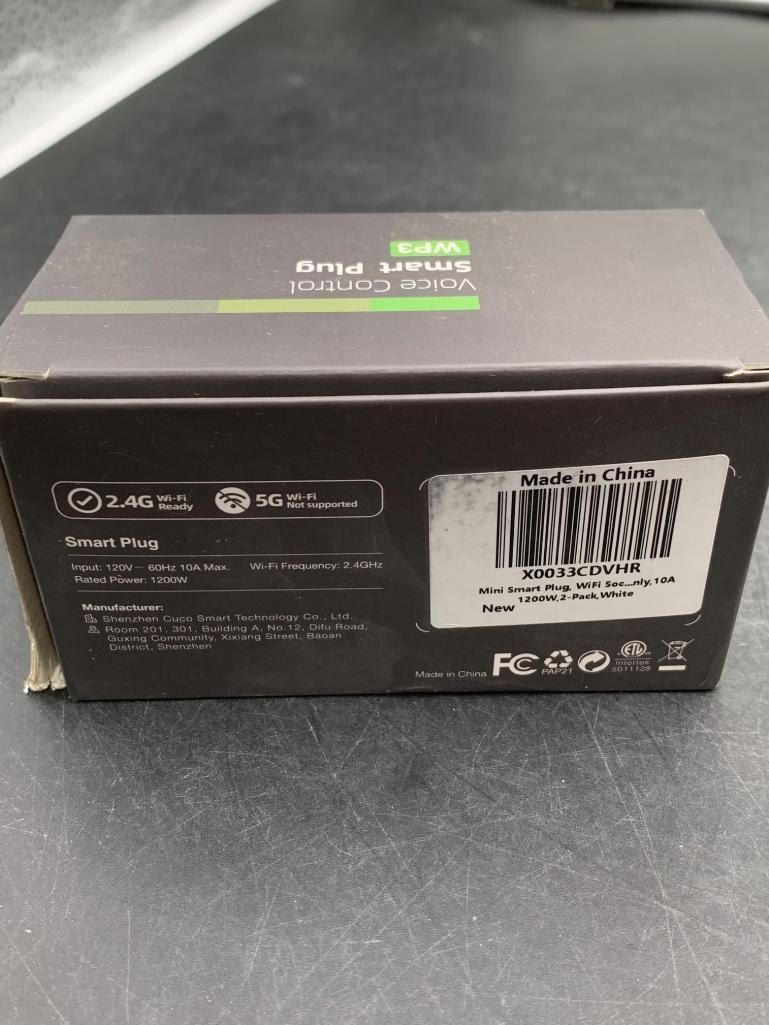 Voice Control
Smart Plug
WP3
2.4G Wi-Fi Ready
5G Wi-Fi Not supported
Smart Plug
Input: 120V ~ 60Hz 10A Max. Wi-Fi Frequency: 2.4GHz
Rated Power: 1200W
Manufacturer:
Shenzhen Cuco Smart Technology Co., Ltd.
Room 201, 301, Building A, No.12, Difu Road,
Guxing Community, Xixiang Street, Baoan
District, Shenzhen
Made in China
X0033CDVHR
Mini Smart Plug, WiFi Soc...nly,10A
1200W,2-Pack,White
New
Made in China
FC
PAP21
ETL
Intertek
5011128